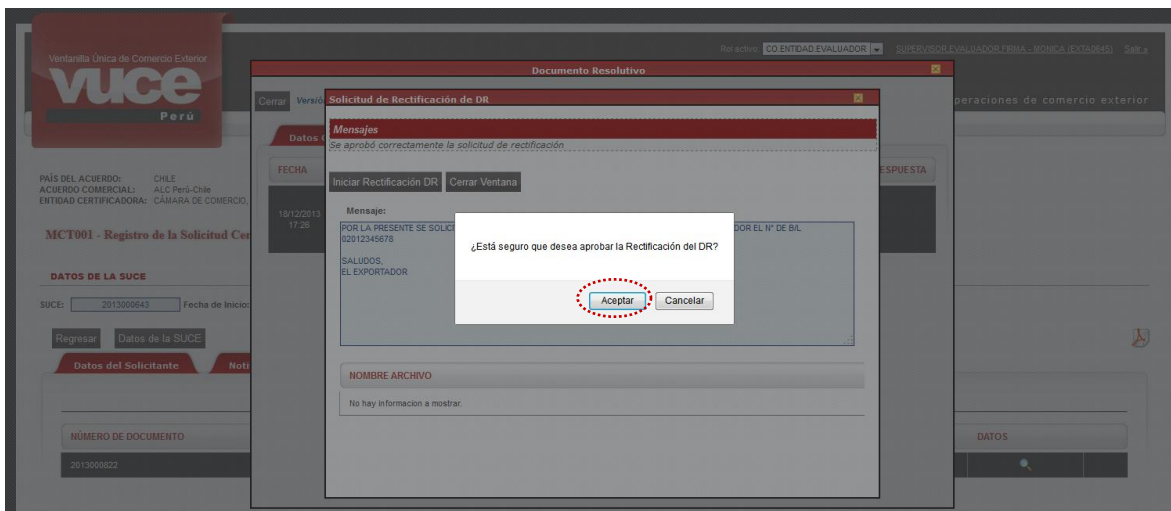 Ventanilla Única de Comercio Exterior
vuce
Perú
Rol activo: CO.ENTIDAD.EVALUADOR SUPERVISOR.EVALUADOR.FIRMA - MONICA (EXTA0645) Salir »
Documento Resolutivo
Cerrar Versió
Solicitud de Rectificación de DR
peraciones de comercio exterior
Mensajes
Datos
Se aprobó correctamente la solicitud de rectificación
PAÍS DEL ACUERDO: CHILE
ACUERDO COMERCIAL: ALC Perú-Chile
ENTIDAD CERTIFICADORA: CÁMARA DE COMERCIO,
FECHA
ESPUESTA
Iniciar Rectificación DR Cerrar Ventana
18/12/2013
17:28
Mensaje:
POR LA PRESENTE SE SOLIC
DOR EL N° DE B/L
02012345678
SALUDOS,
EL EXPORTADOR
¿Está seguro que desea aprobar la Rectificación del DR?
Aceptar Cancelar
MCT001 - Registro de la Solicitud Cer
DATOS DE LA SUCE
SUCE: 2013000643 Fecha de Inicio:
Regresar Datos de la SUCE
Datos del Solicitante Noti
NOMBRE ARCHIVO
No hay informacion a mostrar.
NÚMERO DE DOCUMENTO
DATOS
2013000822